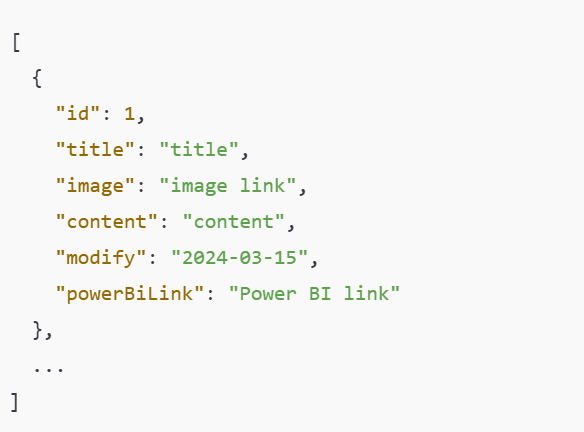 [
  {
    "id": 1,
    "title": "title",
    "image": "image link",
    "content": "content",
    "modify": "2024-03-15",
    "powerBiLink": "Power BI link"
  },
  ...
]